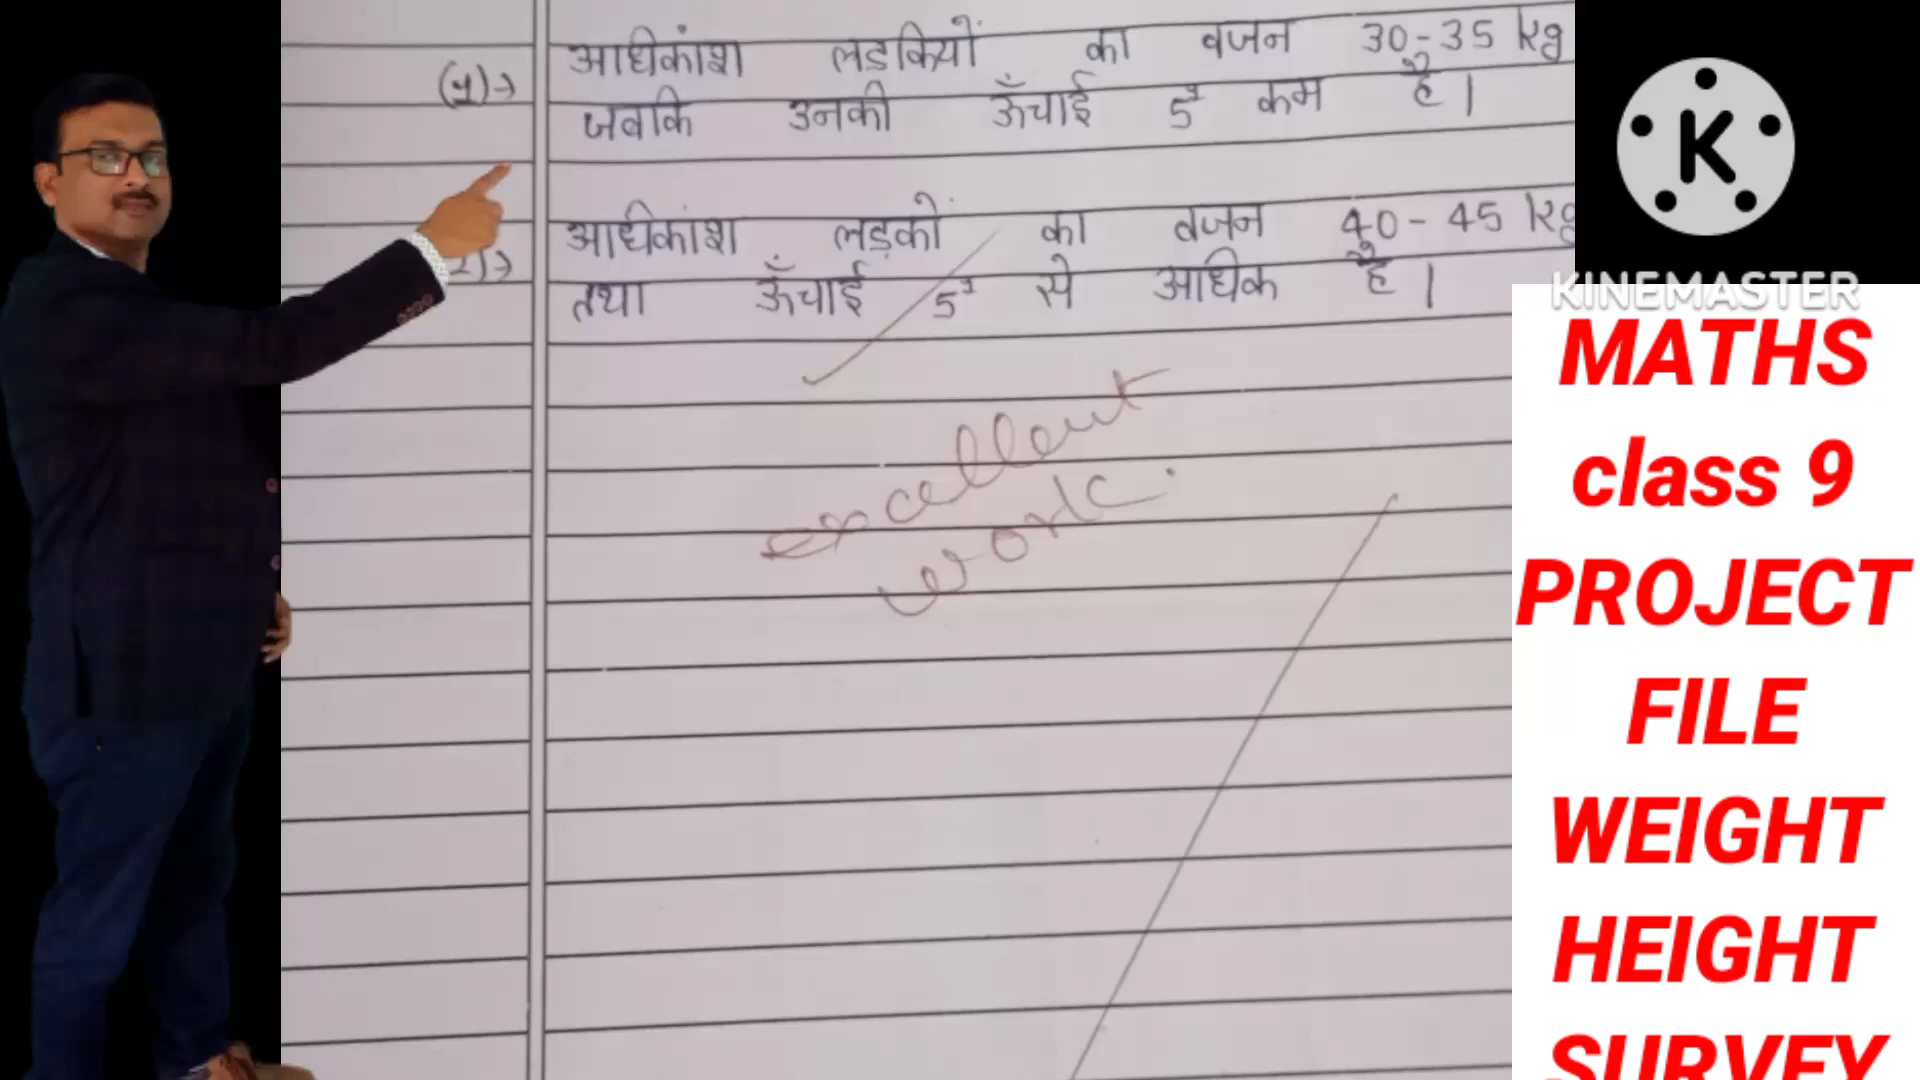 अधिकांश लड़कियों का वजन 30-35 kg
(1)→
जबकि उनकी ऊँचाई 5' कम है।
अधिकांश लड़कों का वजन 40-45 kg
2)→
तथा ऊँचाई 5' से अधिक है।
excellent
work.
K
KINEMASTER
MATHS
class 9
PROJECT
FILE
WEIGHT
HEIGHT
SURVEY